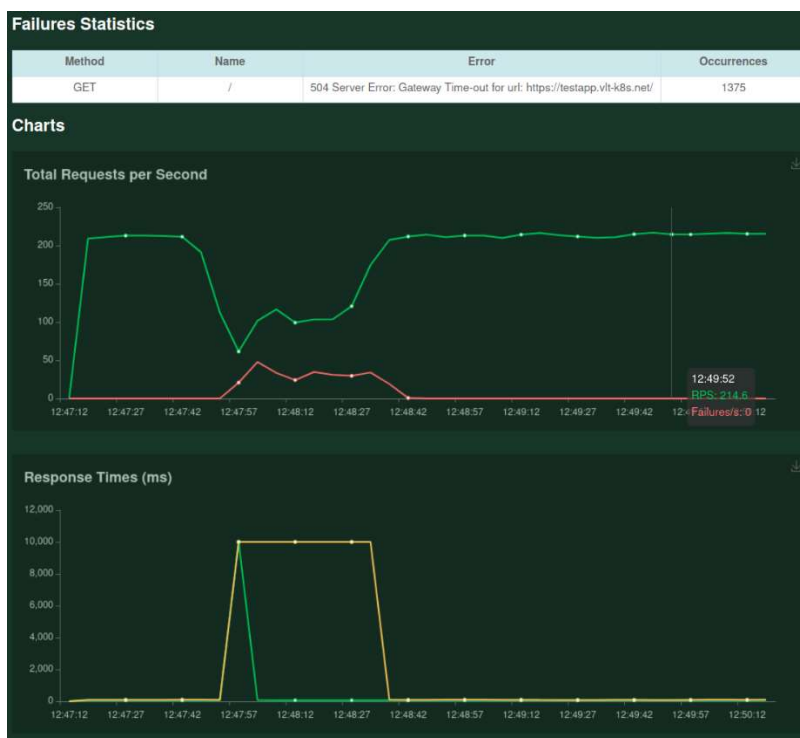 Failures Statistics
Method Name Error Occurrences
GET / 504 Server Error: Gateway Time-out for url: https://testapp.vlt-k8s.net/ 1375
Charts
Total Requests per Second
250
200
150
100
50
0
12:49:52
RPS: 214.6
Failures/s: 0
12:47:12 12:47:27 12:47:42 12:47:57 12:48:12 12:48:27 12:48:42 12:48:57 12:49:12 12:49:27 12:49:42 12
Response Times (ms)
12,000
10,000
8,000
6,000
4,000
2,000
0
12:47:12 12:47:27 12:47:42 12:47:57 12:48:12 12:48:27 12:48:42 12:48:57 12:49:12 12:49:27 12:49:42 12:49:57 12:50:12